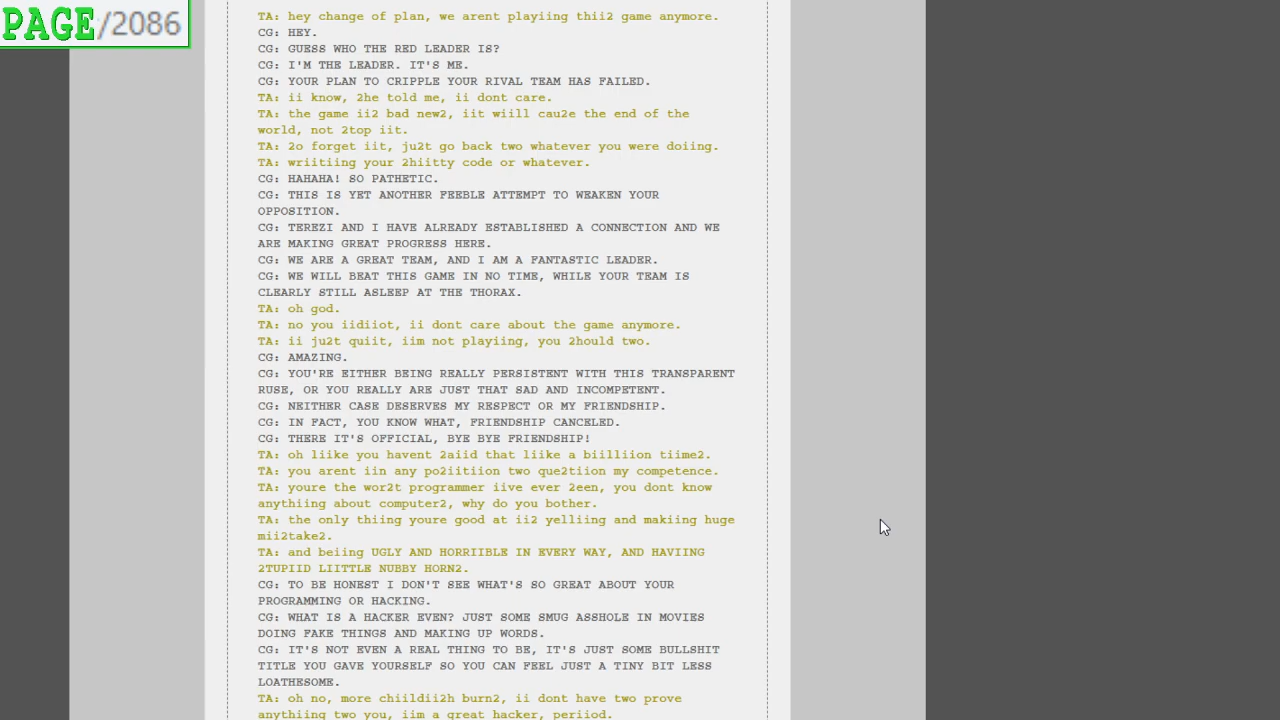 PAGE/2086
TA: hey change of plan, we arent playiing thii2 game anymore.
CG: HEY.
CG: GUESS WHO THE RED LEADER IS?
CG: I'M THE LEADER. IT'S ME.
CG: YOUR PLAN TO CRIPPLE YOUR RIVAL TEAM HAS FAILED.
TA: ii know, 2he told me, ii dont care.
TA: the game ii2 bad new2, iit wiill cau2e the end of the
world, not 2top iit.
TA: 2o forget iit, ju2t go back two whatever you were doiing.
TA: wriitiing your 2hiitty code or whatever.
CG: HAHAHA! SO PATHETIC.
CG: THIS IS YET ANOTHER FEEBLE ATTEMPT TO WEAKEN YOUR
OPPOSITION.
CG: TEREZI AND I HAVE ALREADY ESTABLISHED A CONNECTION AND WE
ARE MAKING GREAT PROGRESS HERE.
CG: WE ARE A GREAT TEAM, AND I AM A FANTASTIC LEADER.
CG: WE WILL BEAT THIS GAME IN NO TIME, WHILE YOUR TEAM IS
CLEARLY STILL ASLEEP AT THE THORAX.
TA: oh god.
TA: no you iidiiot, ii dont care about the game anymore.
TA: ii ju2t quiit, iim not playiing, you 2hould two.
CG: AMAZING.
CG: YOU'RE EITHER BEING REALLY PERSISTENT WITH THIS TRANSPARENT
RUSE, OR YOU REALLY ARE JUST THAT SAD AND INCOMPETENT.
CG: NEITHER CASE DESERVES MY RESPECT OR MY FRIENDSHIP.
CG: IN FACT, YOU KNOW WHAT, FRIENDSHIP CANCELED.
CG: THERE IT'S OFFICIAL, BYE BYE FRIENDSHIP!
TA: oh liike you havent 2aiid that liike a biilliion tiime2.
TA: you arent iin any po2iitiion two que2tiion my competence.
TA: youre the wor2t programmer iive ever 2een, you dont know
anythiing about computer2, why do you bother.
TA: the only thiing youre good at ii2 yelliing and makiing huge
mii2take2.
TA: and beiing UGLY AND HORRIIBLE IN EVERY WAY, AND HAVIING
2TUPIID LIITTLE NUBBY HORN2.
CG: TO BE HONEST I DON'T SEE WHAT'S SO GREAT ABOUT YOUR
PROGRAMMING OR HACKING.
CG: WHAT IS A HACKER EVEN? JUST SOME SMUG ASSHOLE IN MOVIES
DOING FAKE THINGS AND MAKING UP WORDS.
CG: IT'S NOT EVEN A REAL THING TO BE, IT'S JUST SOME BULLSHIT
TITLE YOU GAVE YOURSELF SO YOU CAN FEEL JUST A TINY BIT LESS
LOATHESOME.
TA: oh no, more chiildii2h burn2, ii dont have two prove
anythiing two you, iim a great hacker, periiod.